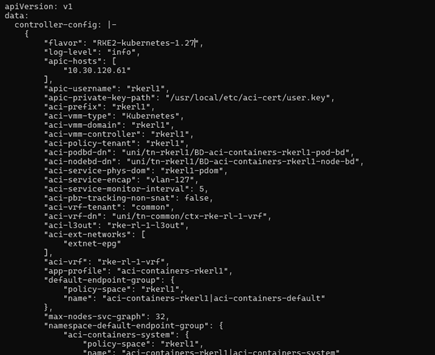 apiVersion: v1
data:
  controller-config: |-
    {
        "flavor": "RKE2-kubernetes-1.27",
        "log-level": "info",
        "apic-hosts": [
            "10.30.120.61"
        ],
        "apic-username": "rkerl1",
        "apic-private-key-path": "/usr/local/etc/aci-cert/user.key",
        "aci-prefix": "rkerl1",
        "aci-vmm-type": "Kubernetes",
        "aci-vmm-domain": "rkerl1",
        "aci-vmm-controller": "rkerl1",
        "aci-policy-tenant": "rkerl1",
        "aci-podbd-dn": "uni/tn-rkerl1/BD-aci-containers-rkerl1-pod-bd",
        "aci-nodebd-dn": "uni/tn-rkerl1/BD-aci-containers-rkerl1-node-bd",
        "aci-service-phys-dom": "rkerl1-pdom",
        "aci-service-encap": "vlan-127",
        "aci-service-monitor-interval": 5,
        "aci-pbr-tracking-non-snat": false,
        "aci-vrf-tenant": "common",
        "aci-vrf-dn": "uni/tn-common/ctx-rke-rl-1-vrf",
        "aci-l3out": "rke-rl-1-l3out",
        "aci-ext-networks": [
            "extnet-epg"
        ],
        "aci-vrf": "rke-rl-1-vrf",
        "app-profile": "aci-containers-rkerl1",
        "default-endpoint-group": {
            "policy-space": "rkerl1",
            "name": "aci-containers-rkerl1|aci-containers-default"
        },
        "max-nodes-svc-graph": 32,
        "namespace-default-endpoint-group": {
            "aci-containers-system": {
                "policy-space": "rkerl1",
                "name": "aci-containers-rkerl1|aci-containers-system"